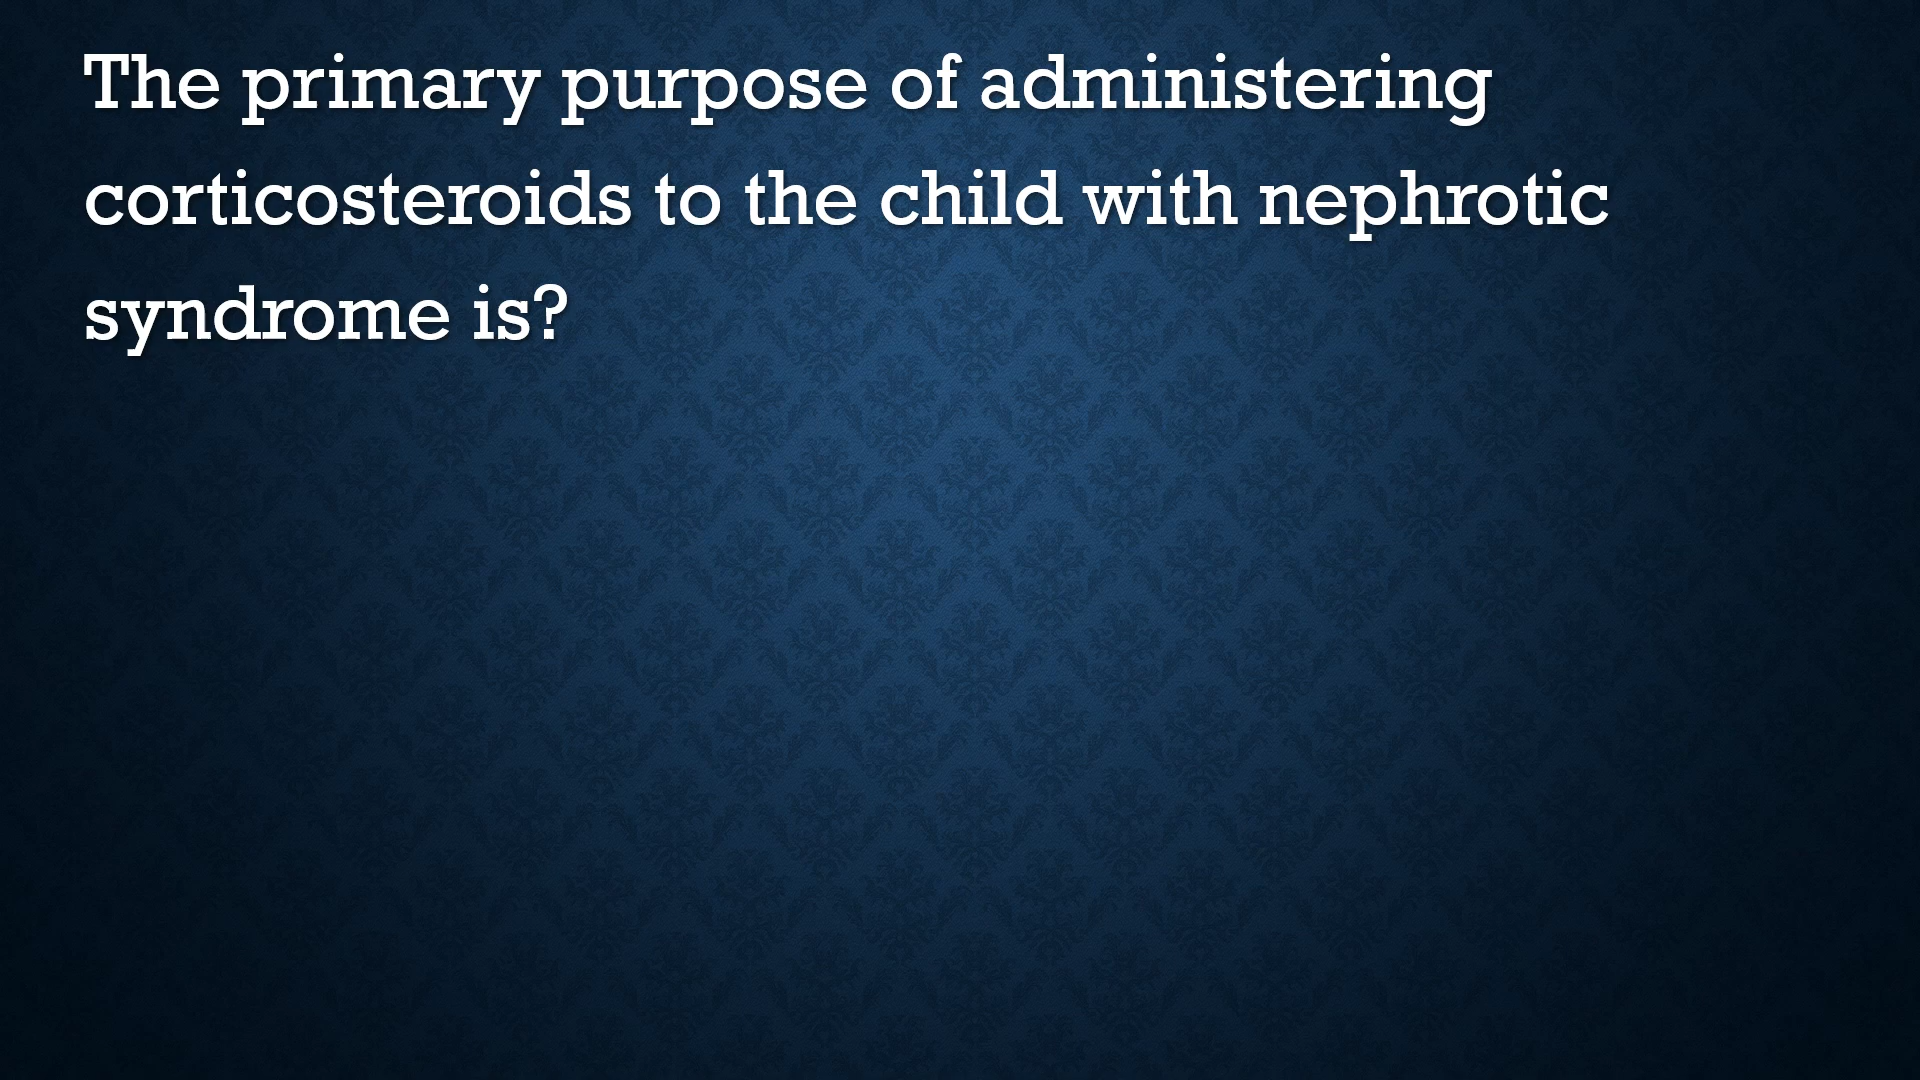 The primary purpose of administering
corticosteroids to the child with nephrotic
syndrome is?